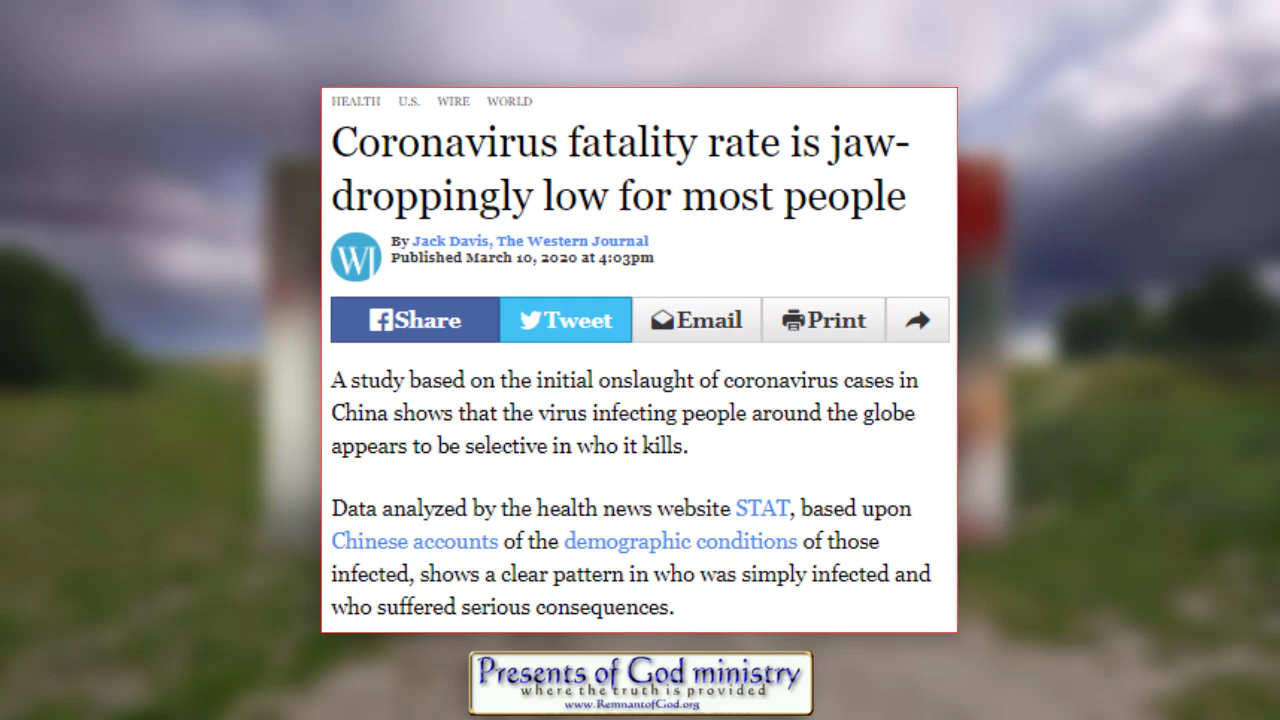 HEALTH U.S. WIRE WORLD
Coronavirus fatality rate is jaw-
droppingly low for most people
WJ
By Jack Davis, The Western Journal
Published March 10, 2020 at 4:03pm
Share Tweet Email Print
A study based on the initial onslaught of coronavirus cases in
China shows that the virus infecting people around the globe
appears to be selective in who it kills.
Data analyzed by the health news website STAT, based upon
Chinese accounts of the demographic conditions of those
infected, shows a clear pattern in who was simply infected and
who suffered serious consequences.
Presents of God ministry
where the truth is provided
www.RemnantofGod.org